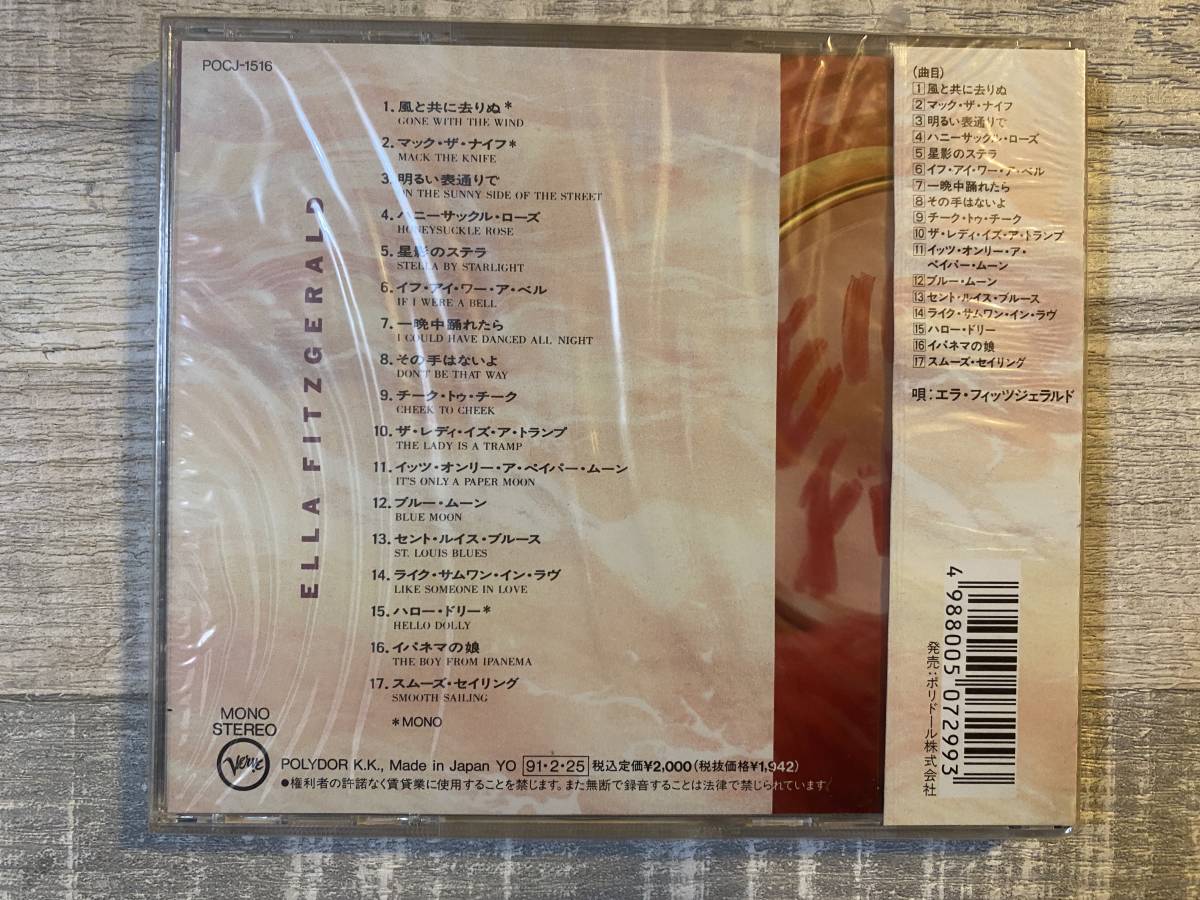 POCJ-1516
ELLA FITZGERALD
1. 風と共に去りぬ*
GONE WITH THE WIND
2. マック・ザ・ナイフ*
MACK THE KNIFE
3. 明るい表通りで
ON THE SUNNY SIDE OF THE STREET
4. ハニーサックル・ローズ
HONEYSUCKLE ROSE
5. 星影のステラ
STELLA BY STARLIGHT
6. イフ・アイ・ワー・ア・ベル
IF I WERE A BELL
7. 一晩中踊れたら
I COULD HAVE DANCED ALL NIGHT
8. その手はないよ
DON'T BE THAT WAY
9. チーク・トゥ・チーク
CHEEK TO CHEEK
10. ザ・レディ・イズ・ア・トランプ
THE LADY IS A TRAMP
11. イッツ・オンリー・ア・ペイパー・ムーン
IT'S ONLY A PAPER MOON
12. ブルー・ムーン
BLUE MOON
13. セント・ルイス・ブルース
ST. LOUIS BLUES
14. ライク・サムワン・イン・ラヴ
LIKE SOMEONE IN LOVE
15. ハロー・ドリー*
HELLO DOLLY
16. イパネマの娘
THE BOY FROM IPANEMA
17. スムーズ・セイリング
SMOOTH SAILING
*MONO
MONO
STEREO
Verve
POLYDOR K.K., Made in Japan YO 91・2・25 税込定価¥2,000(税抜価格¥1,942)
●権利者の許諾なく賃貸業に使用することを禁じます。また無断で録音することは法律で禁じられています。
(曲目)
1 風と共に去りぬ
2 マック・ザ・ナイフ
3 明るい表通りで
4 ハニーサックル・ローズ
5 星影のステラ
6 イフ・アイ・ワー・ア・ベル
7 一晩中踊れたら
8 その手はないよ
9 チーク・トゥ・チーク
10 ザ・レディ・イズ・ア・トランプ
11 イッツ・オンリー・ア・
ペイパー・ムーン
12 ブルー・ムーン
13 セント・ルイス・ブルース
14 ライク・サムワン・イン・ラヴ
15 ハロー・ドリー
16 イパネマの娘
17 スムーズ・セイリング
唄:エラ・フィッツジェラルド
4 988005 072993
発売:ポリドール株式会社